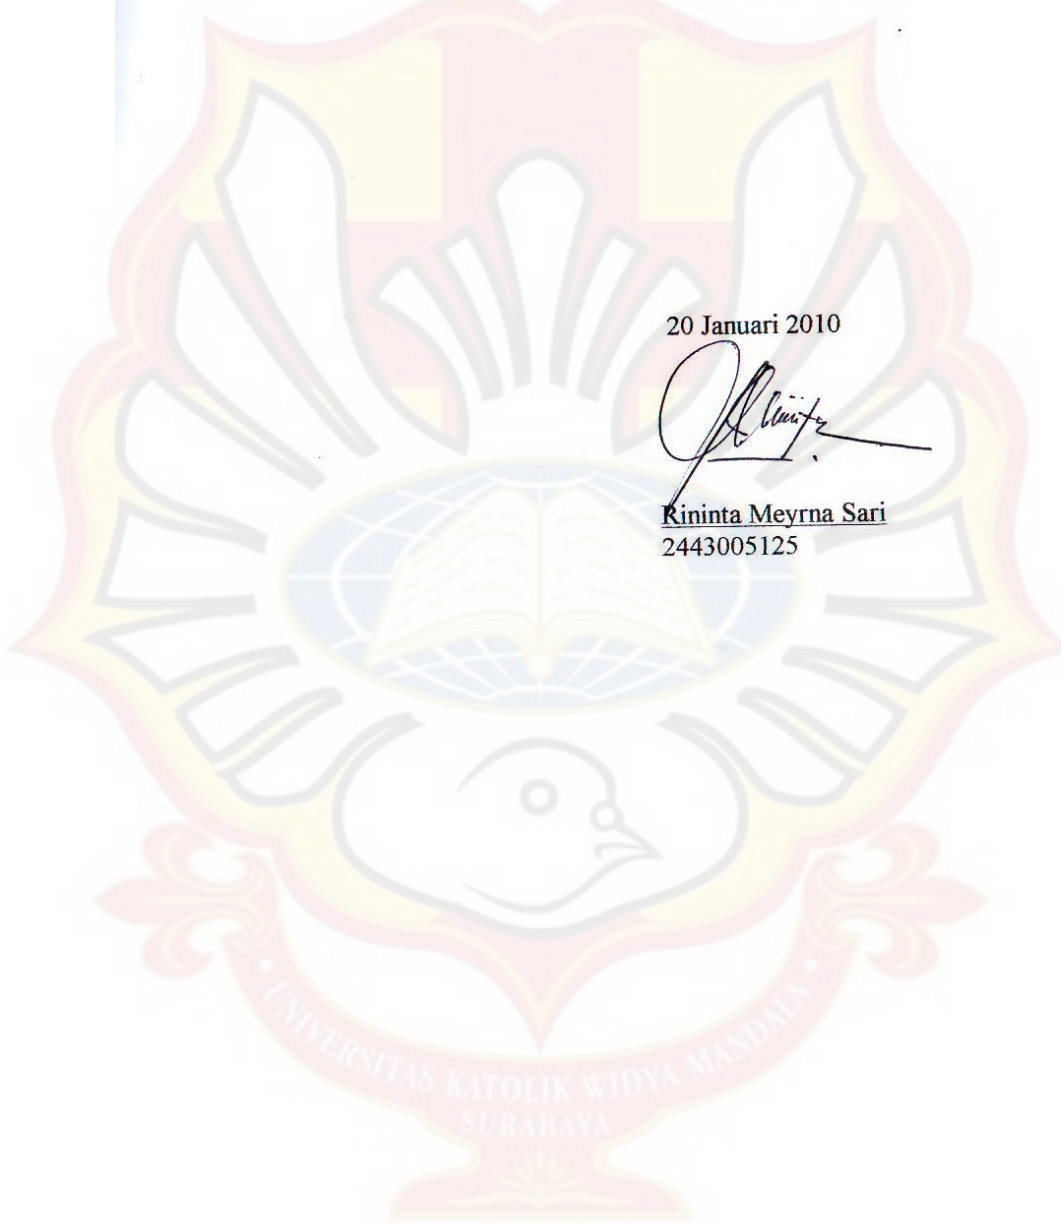 20 Januari 2010
Rininta Meyrna Sari
2443005125
• UNIVERSITAS KATOLIK WIDYA MANDALA •
SURABAYA